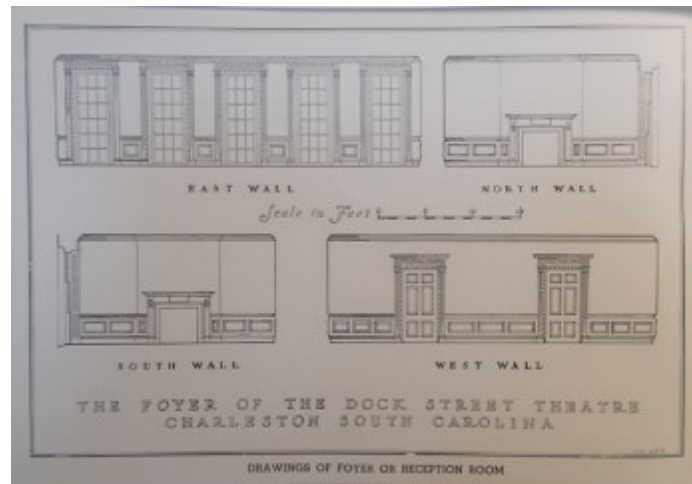 EAST WALL
NORTH WALL
Scale in Feet
SOUTH WALL
WEST WALL
THE FOYER OF THE DOCK STREET THEATRE
CHARLESTON SOUTH CAROLINA
DRAWINGS OF FOYER OR RECEPTION ROOM